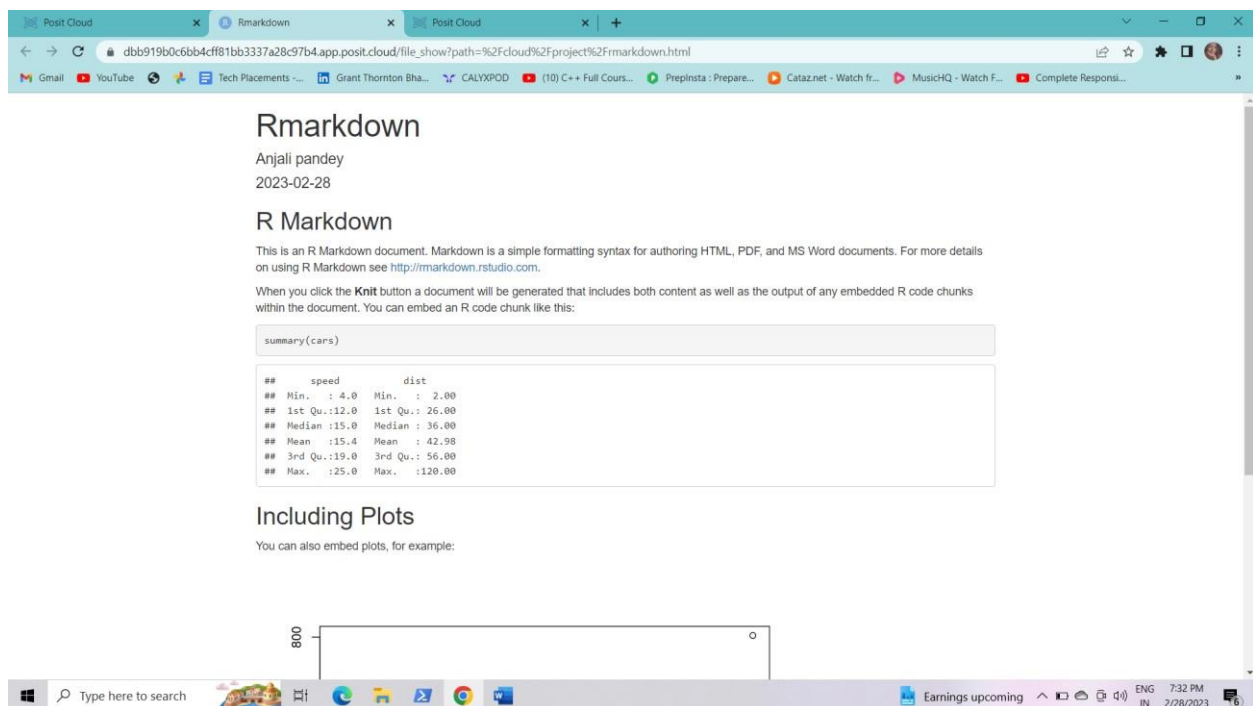 Posit Cloud
Rmarkdown
Posit Cloud
dbb919b0c6bb4cff81bb3337a28c97b4.app.posit.cloud/file_show?path=%2Fcloud%2Fproject%2Frmarkdown.html
Gmail YouTube Tech Placements -... Grant Thornton Bha... CALYXPOD (10) C++ Full Cours... PrepInsta : Prepare... Cataz.net - Watch fr... MusicHQ - Watch F... Complete Responsi... »
Rmarkdown
Anjali pandey
2023-02-28
R Markdown
This is an R Markdown document. Markdown is a simple formatting syntax for authoring HTML, PDF, and MS Word documents. For more details
on using R Markdown see http://rmarkdown.rstudio.com.
When you click the Knit button a document will be generated that includes both content as well as the output of any embedded R code chunks
within the document. You can embed an R code chunk like this:
summary(cars)
##      speed           dist
##  Min.   : 4.0   Min.   :  2.00
##  1st Qu.:12.0   1st Qu.: 26.00
##  Median :15.0   Median : 36.00
##  Mean   :15.4   Mean   : 42.98
##  3rd Qu.:19.0   3rd Qu.: 56.00
##  Max.   :25.0   Max.   :120.00
Including Plots
You can also embed plots, for example:
800
Type here to search
Earnings upcoming
ENG
IN
7:32 PM
2/28/2023
6